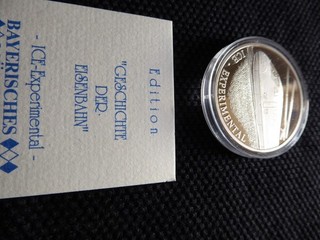 Edition
"GESCHICHTE
DER
EISENBAHN"
- ICE-Experimental -
BAYERISCHES
ICE · EXPERIMENTAL